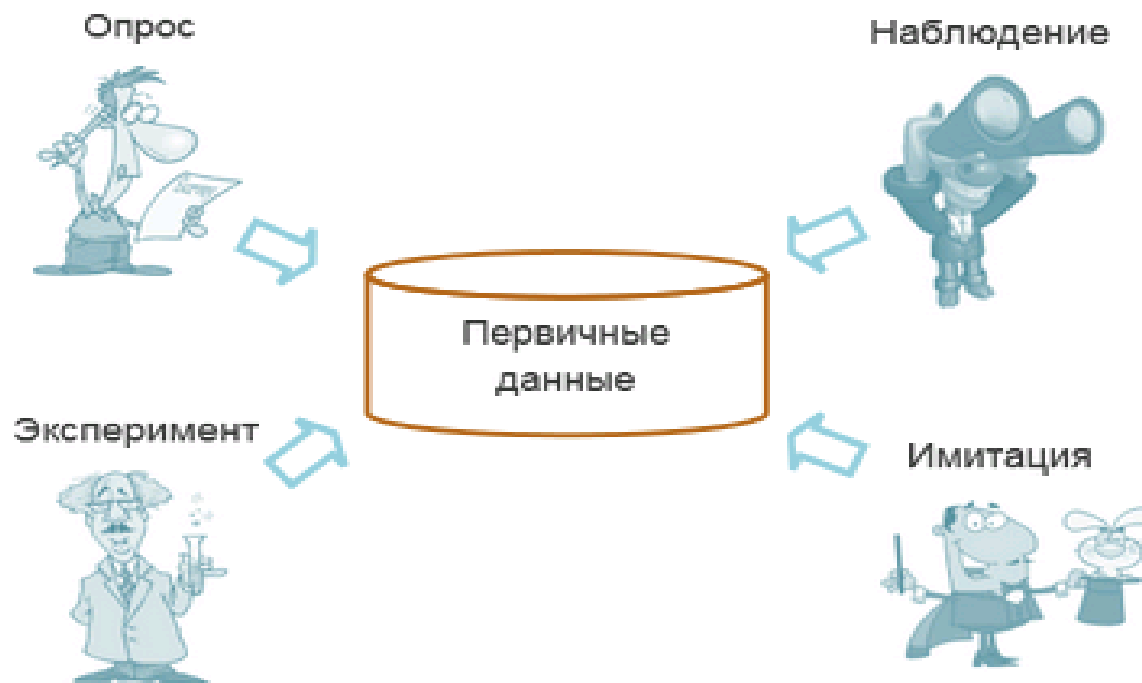 Опрос
Наблюдение
Первичные
данные
Эксперимент
Имитация